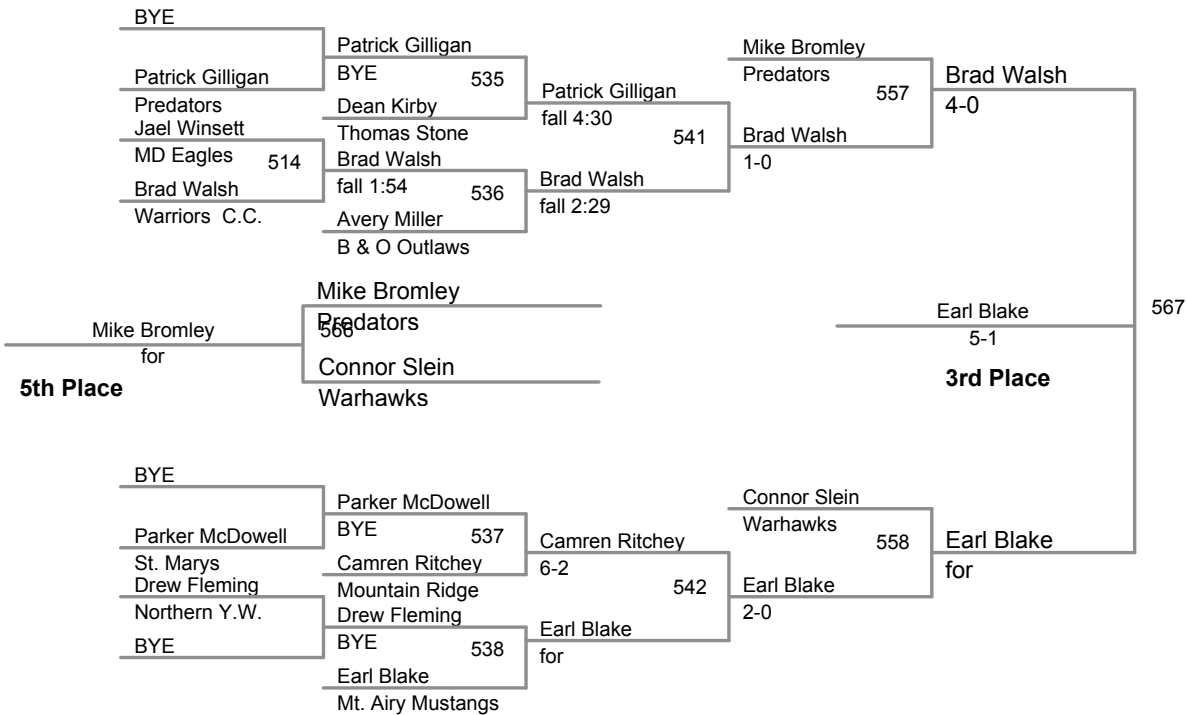 BYE
Patrick Gilligan
Predators
Jael Winsett
MD Eagles
514
Brad Walsh
Warriors C.C.
Patrick Gilligan
BYE
535
Dean Kirby
Thomas Stone
Brad Walsh
fall 1:54
536
Avery Miller
B & O Outlaws
Patrick Gilligan
fall 4:30
541
Brad Walsh
fall 2:29
Mike Bromley
Predators
557
Brad Walsh
1-0
Brad Walsh
4-0
Mike Bromley
Predators
566
Connor Slein
Warhawks
Mike Bromley
for
5th Place
Earl Blake
5-1
3rd Place
567
BYE
Parker McDowell
St. Marys
Drew Fleming
Northern Y.W.
BYE
Parker McDowell
BYE
537
Camren Ritchey
Mountain Ridge
Drew Fleming
BYE
538
Earl Blake
Mt. Airy Mustangs
Camren Ritchey
6-2
542
Earl Blake
for
Connor Slein
Warhawks
558
Earl Blake
2-0
Earl Blake
for